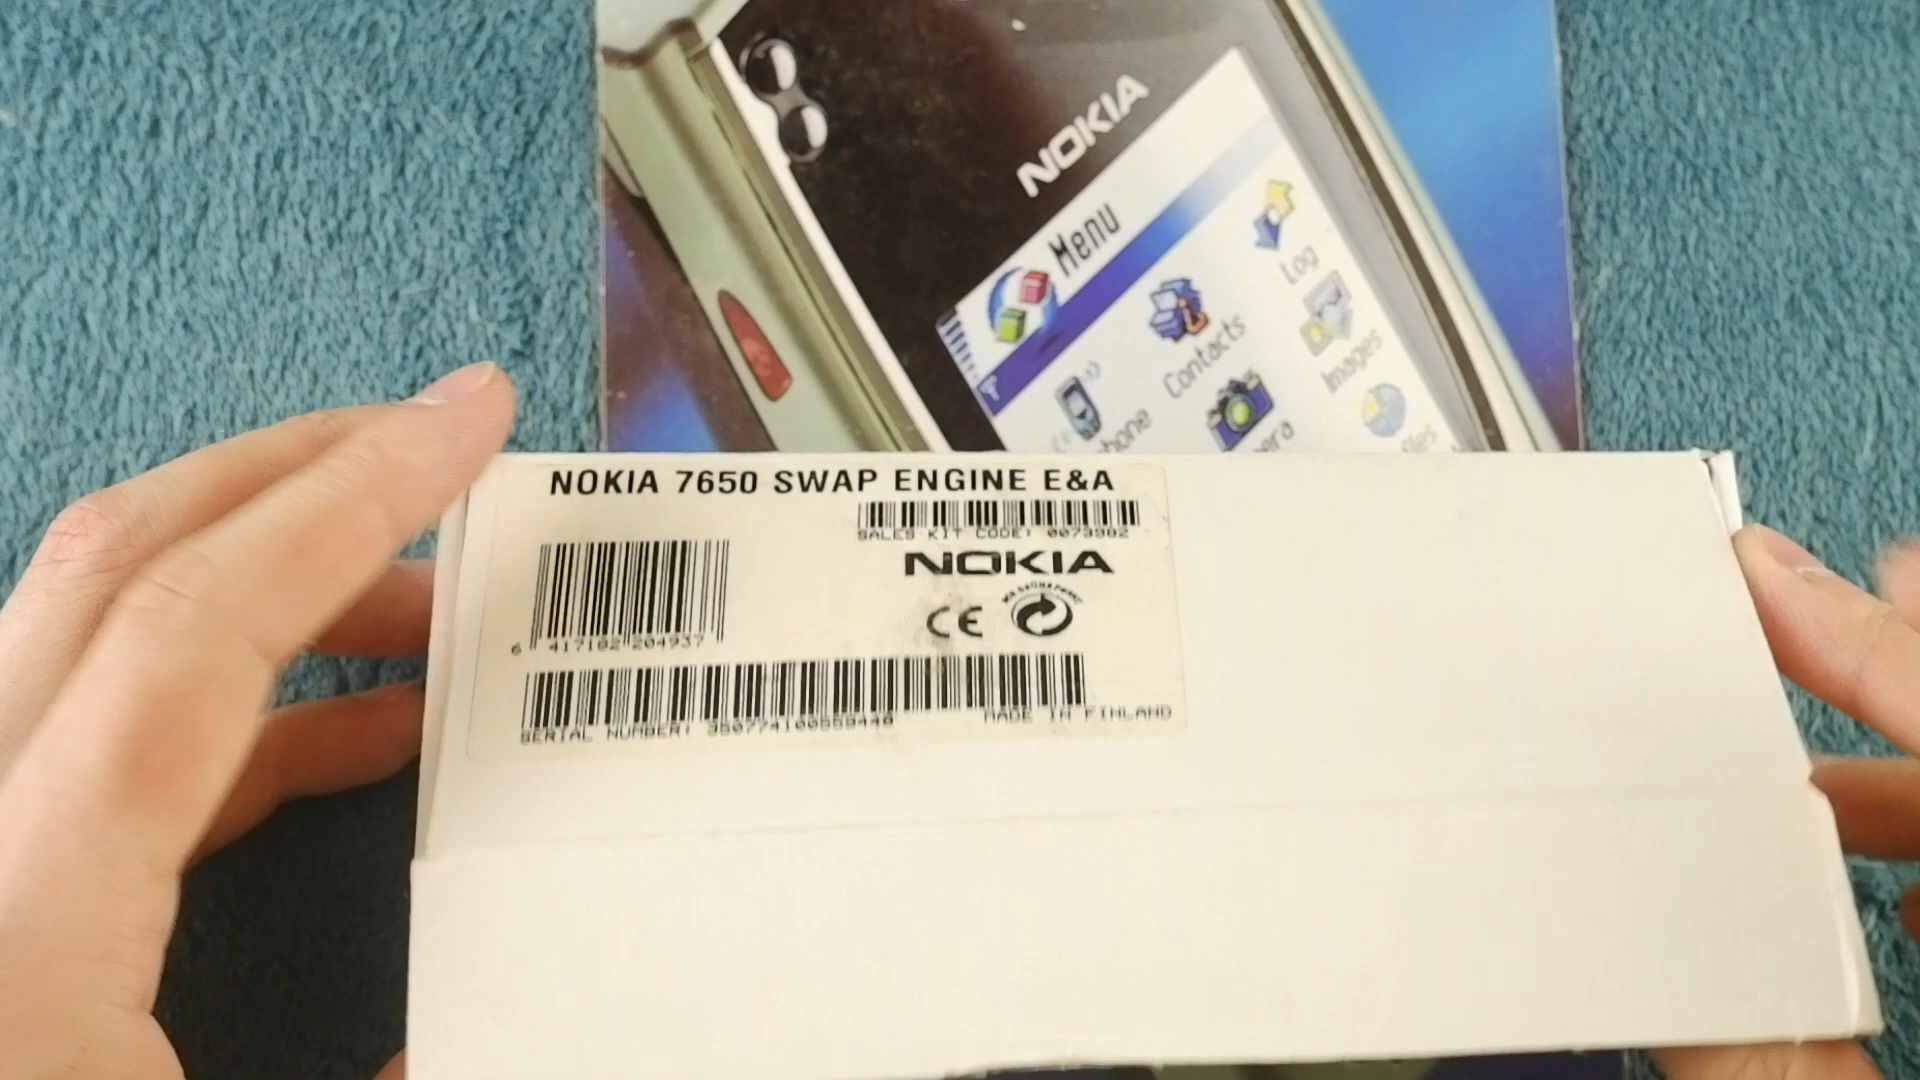 NOKIA
Menu
Log
Contacts
Images
NOKIA 7650 SWAP ENGINE E&A
SALES KIT CODE: 0073982
NOKIA
CE
6 417182 204937
MADE IN FINLAND
SERIAL NUMBER: 350774100559448